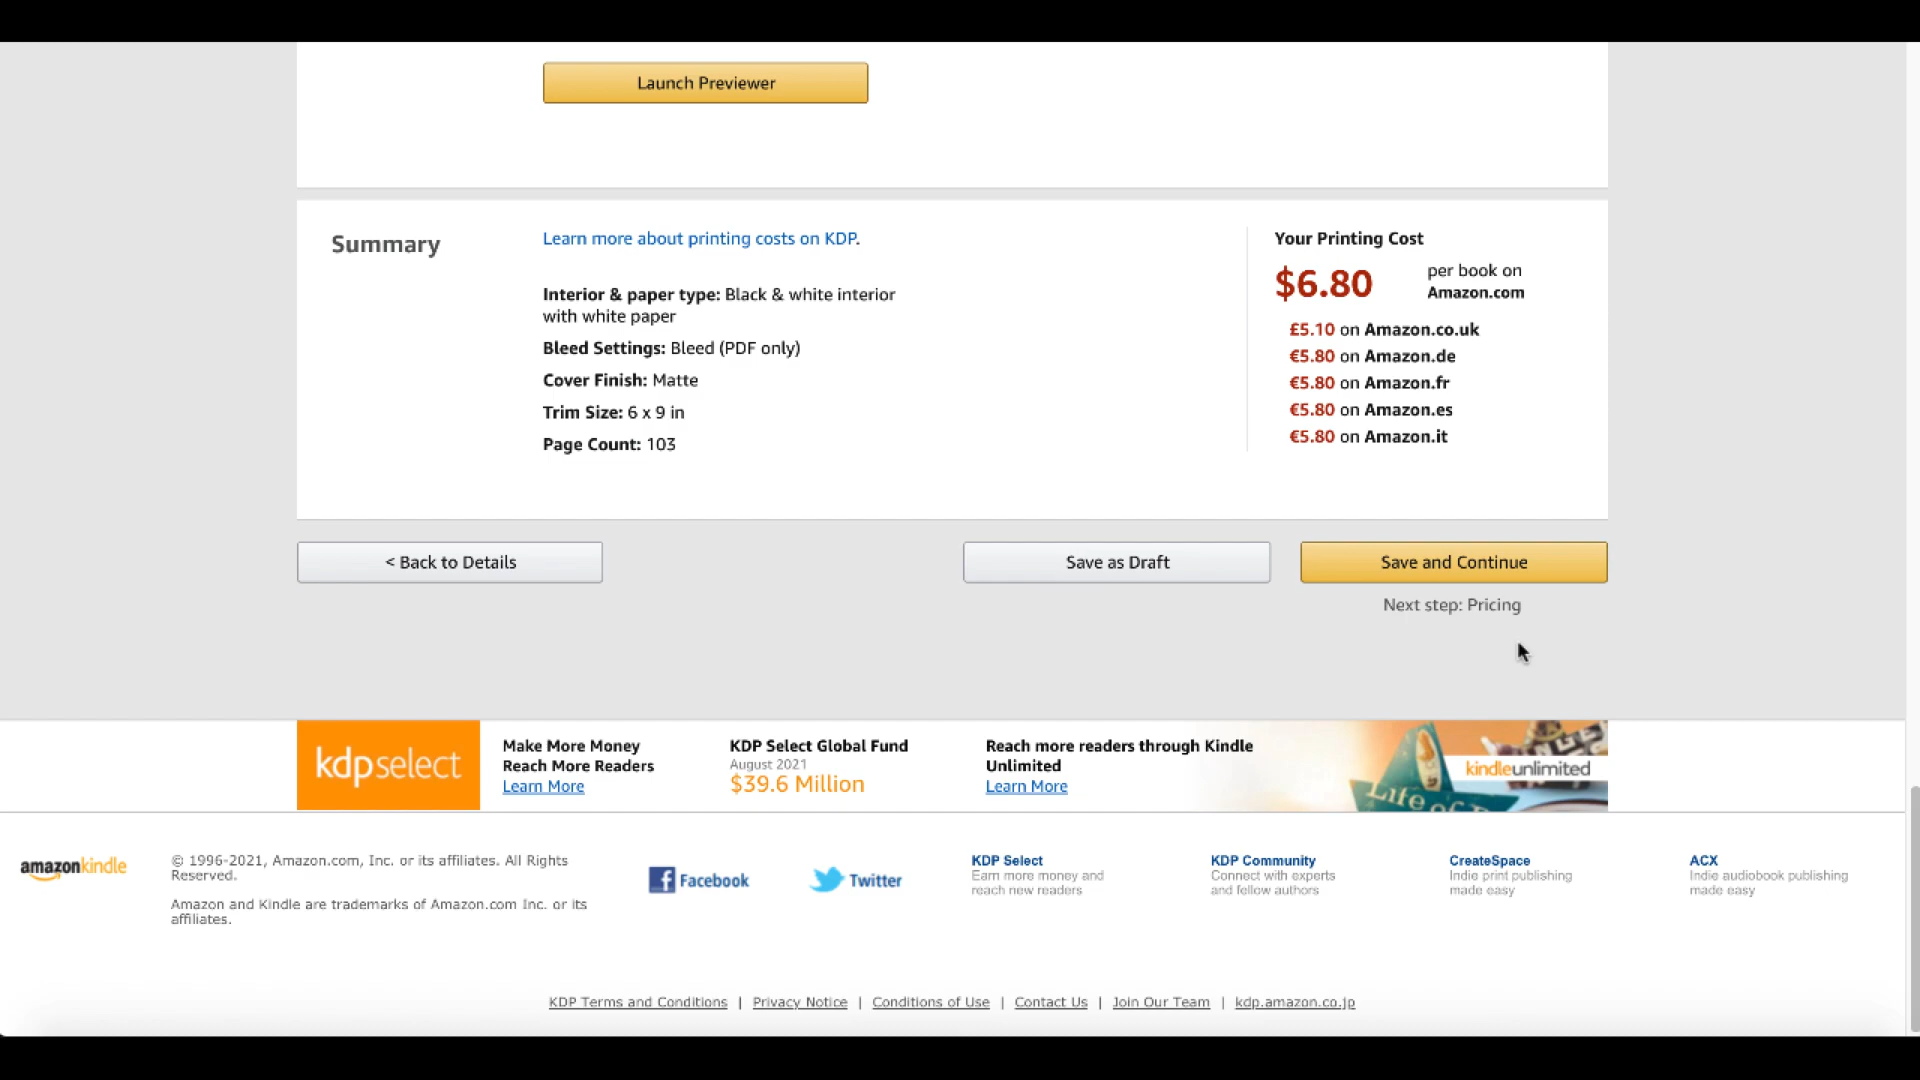 Launch Previewer
Summary
Learn more about printing costs on KDP.
Interior & paper type: Black & white interior
with white paper
Bleed Settings: Bleed (PDF only)
Cover Finish: Matte
Trim Size: 6 x 9 in
Page Count: 103
Your Printing Cost
$6.80
per book on
Amazon.com
£5.10 on Amazon.co.uk
€5.80 on Amazon.de
€5.80 on Amazon.fr
€5.80 on Amazon.es
€5.80 on Amazon.it
< Back to Details
Save as Draft
Save and Continue
Next step: Pricing
kdpselect
Make More Money
Reach More Readers
Learn More
KDP Select Global Fund
August 2021
$39.6 Million
Reach more readers through Kindle
Unlimited
Learn More
Life of
kindleunlimited
amazonkindle
© 1996-2021, Amazon.com, Inc. or its affiliates. All Rights
Reserved.
Amazon and Kindle are trademarks of Amazon.com Inc. or its
affiliates.
Facebook
Twitter
KDP Select
Earn more money and
reach new readers
KDP Community
Connect with experts
and fellow authors
CreateSpace
Indie print publishing
made easy
ACX
Indie audiobook publishing
made easy
KDP Terms and Conditions | Privacy Notice | Conditions of Use | Contact Us | Join Our Team | kdp.amazon.co.jp